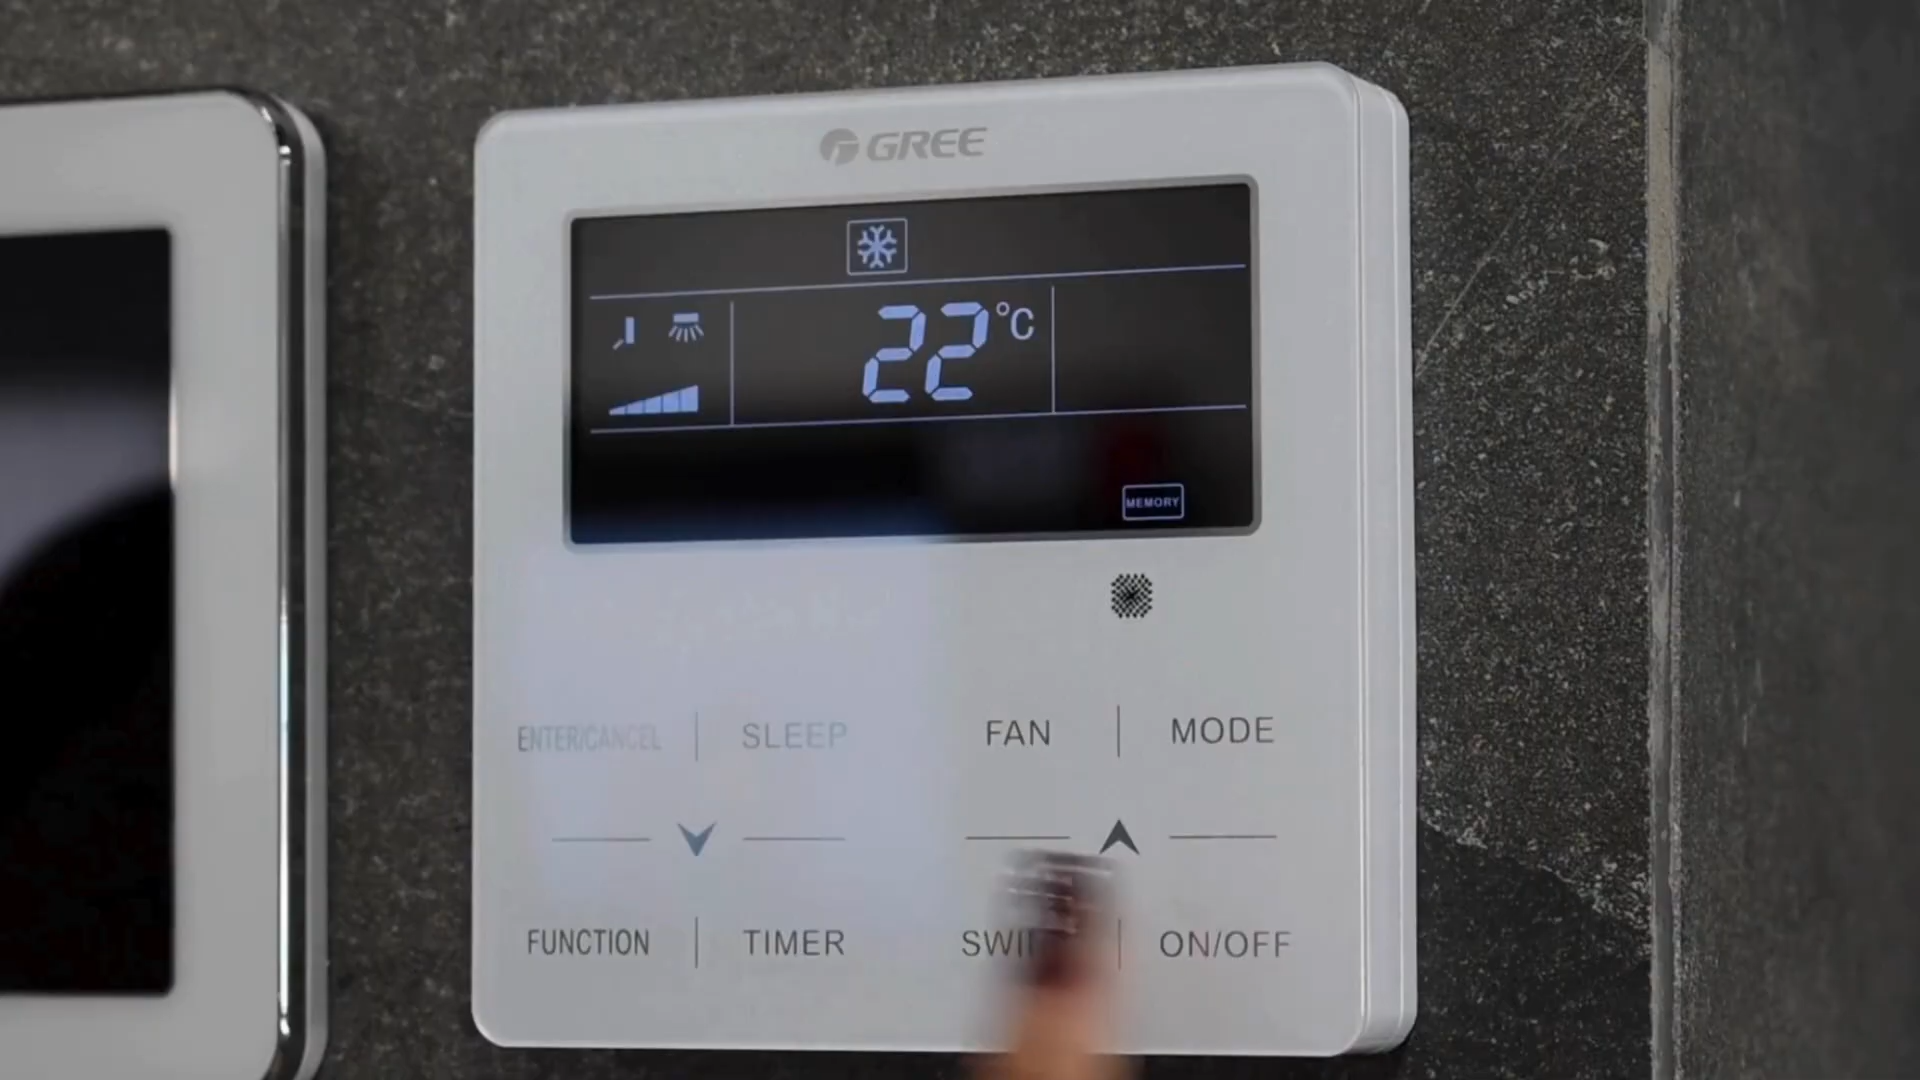 GREE
22°C
MEMORY
ENTER/CANCEL SLEEP FAN MODE
FUNCTION TIMER ON/OFF